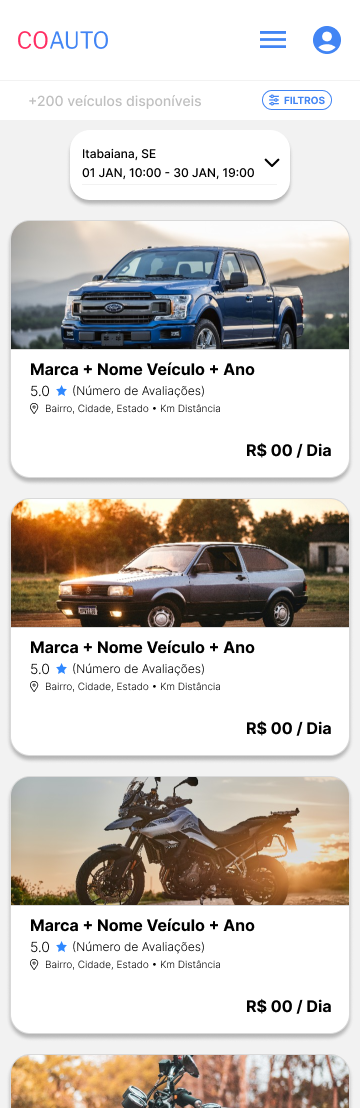 COAUTO
+200 veículos disponíveis
FILTROS
Itabaiana, SE
01 JAN, 10:00 - 30 JAN, 19:00
Ford
Marca + Nome Veículo + Ano
5.0 (Número de Avaliações)
Bairro, Cidade, Estado • Km Distância
R$ 00 / Dia
Marca + Nome Veículo + Ano
5.0 (Número de Avaliações)
Bairro, Cidade, Estado • Km Distância
R$ 00 / Dia
Marca + Nome Veículo + Ano
5.0 (Número de Avaliações)
Bairro, Cidade, Estado • Km Distância
R$ 00 / Dia